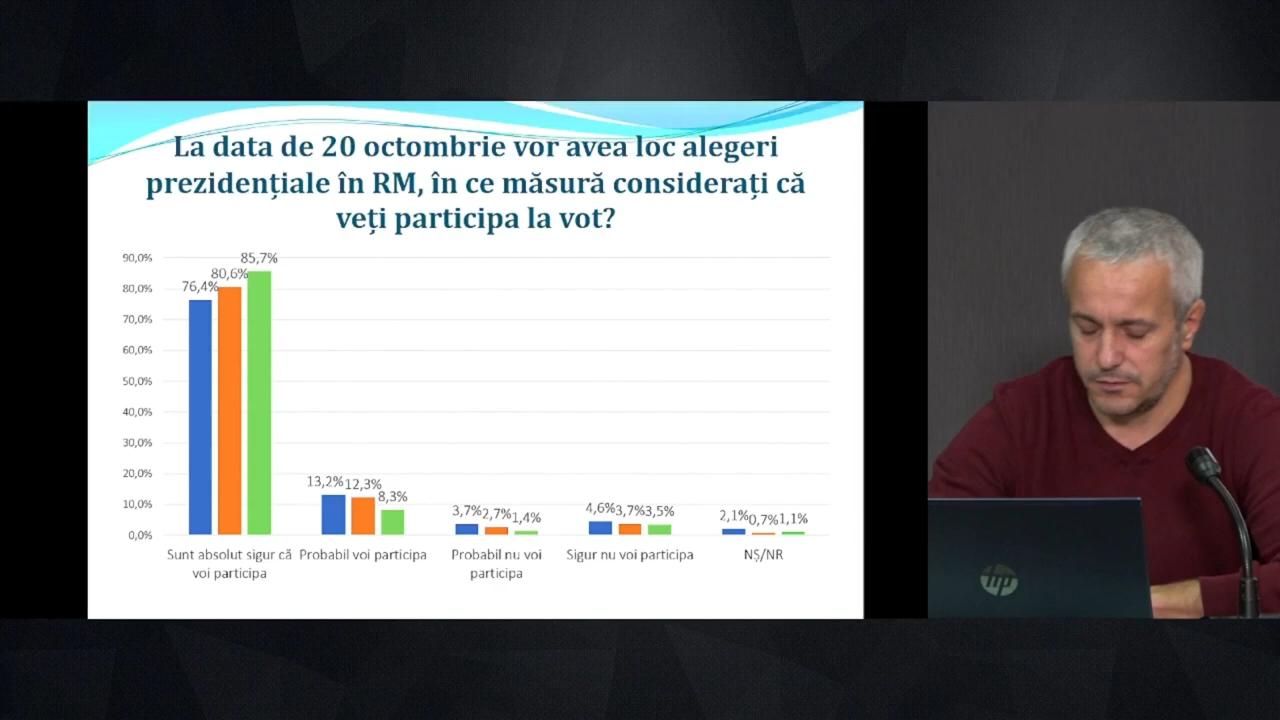 La data de 20 octombrie vor avea loc alegeri
prezidențiale în RM, în ce măsură considerați că
veți participa la vot?
90,0%
80,0%
70,0%
60,0%
50,0%
40,0%
30,0%
20,0%
10,0%
0,0%
76,4%
80,6%
85,7%
13,2%
12,3%
8,3%
3,7%
2,7%
1,4%
4,6%
3,7%
3,5%
2,1%
0,7%
1,1%
Sunt absolut sigur că
voi participa
Probabil voi participa
Probabil nu voi
participa
Sigur nu voi participa
NȘ/NR
hp